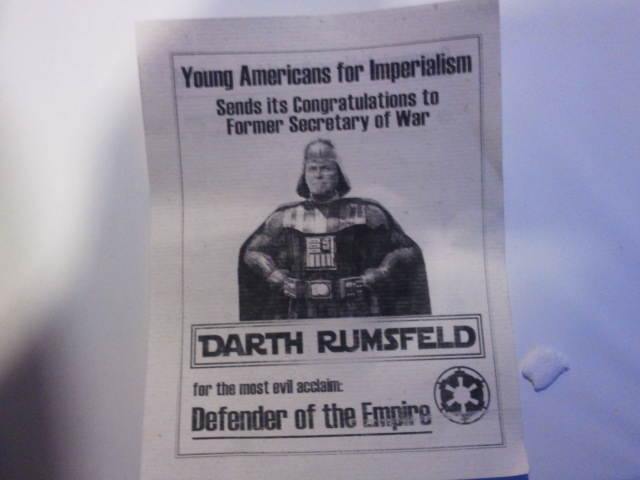 Young Americans for Imperialism
Sends its Congratulations to
Former Secretary of War
DARTH RUMSFELD
for the most evil acclaim:
Defender of the Empire